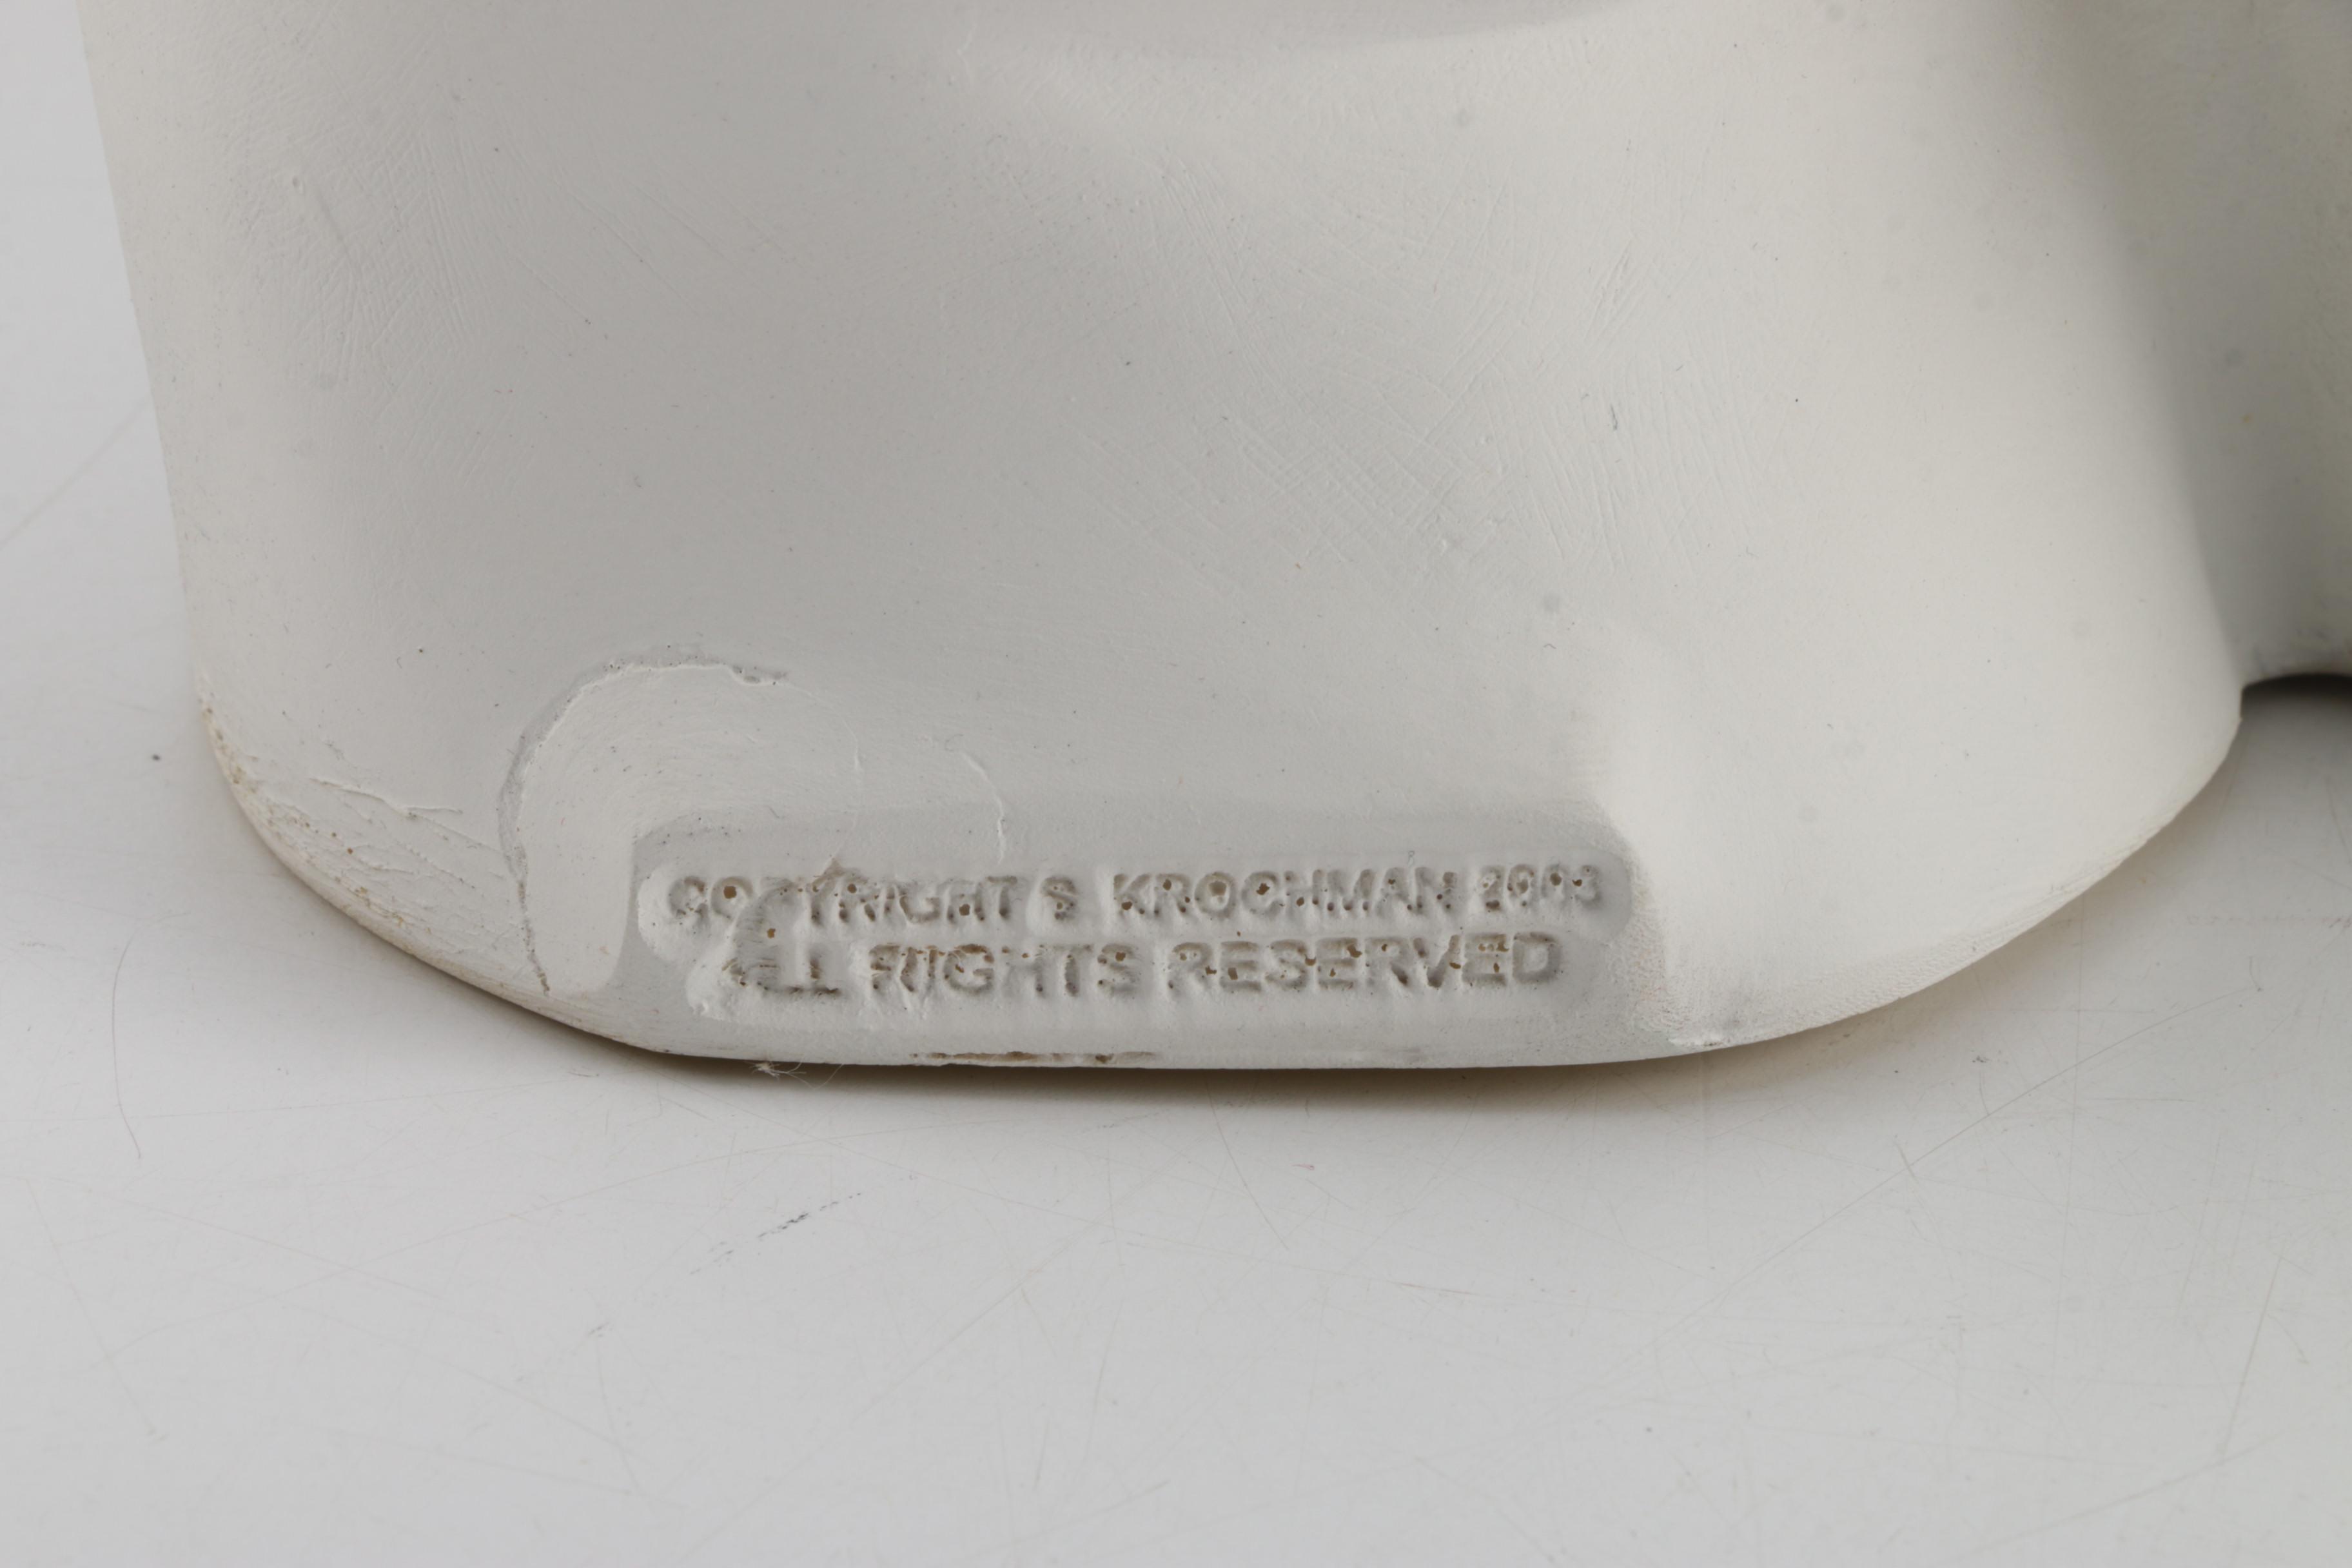 COPYRIGHT S KROCHMAN 2003
ALL RIGHTS RESERVED